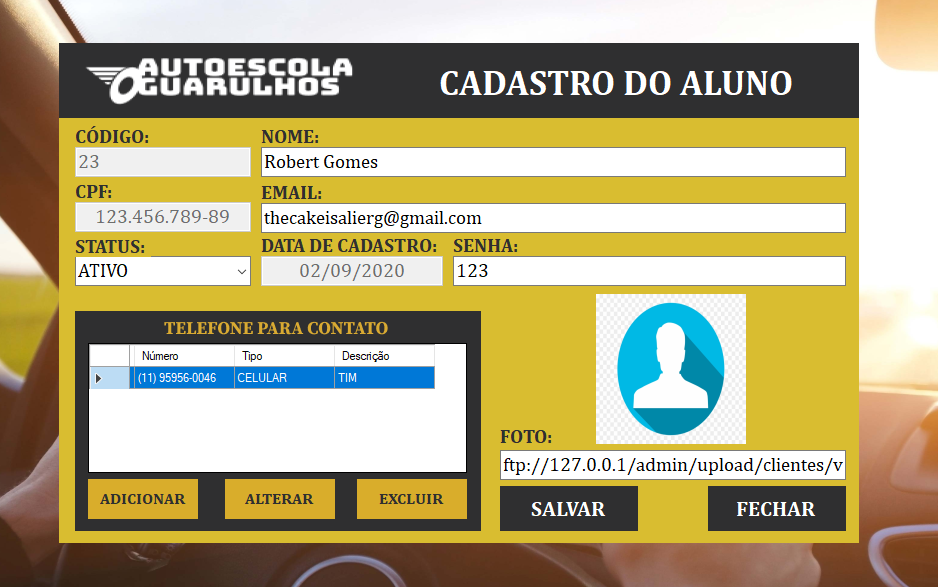 AUTOESCOLA
GUARULHOS
CADASTRO DO ALUNO
CÓDIGO:
NOME:
23
Robert Gomes
CPF:
EMAIL:
123.456.789-89
thecakeisalierg@gmail.com
STATUS:
DATA DE CADASTRO:
SENHA:
ATIVO
02/09/2020
123
TELEFONE PARA CONTATO
Número Tipo Descrição
(11) 95956-0046 CELULAR TIM
ADICIONAR
ALTERAR
EXCLUIR
FOTO:
ftp://127.0.0.1/admin/upload/clientes/v
SALVAR
FECHAR